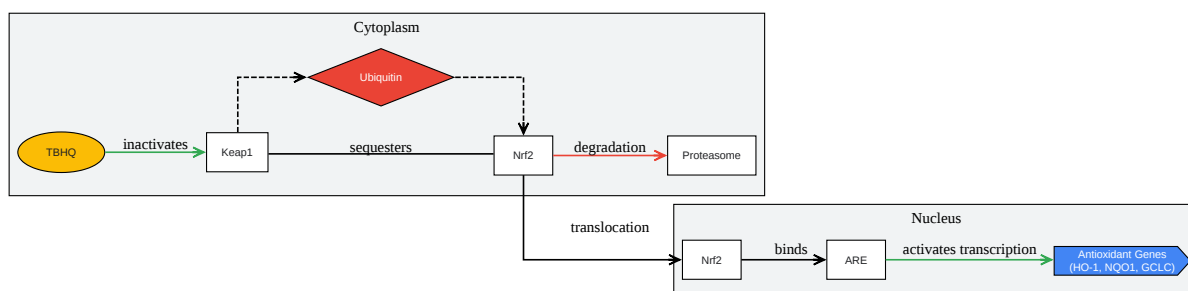 Cytoplasm
Ubiquitin
TBHQ
inactivates
Keap1
sequesters
Nrf2
degradation
Proteasome
translocation
Nucleus
Nrf2
binds
ARE
activates transcription
Antioxidant Genes
(HO-1, NQO1, GCLC)